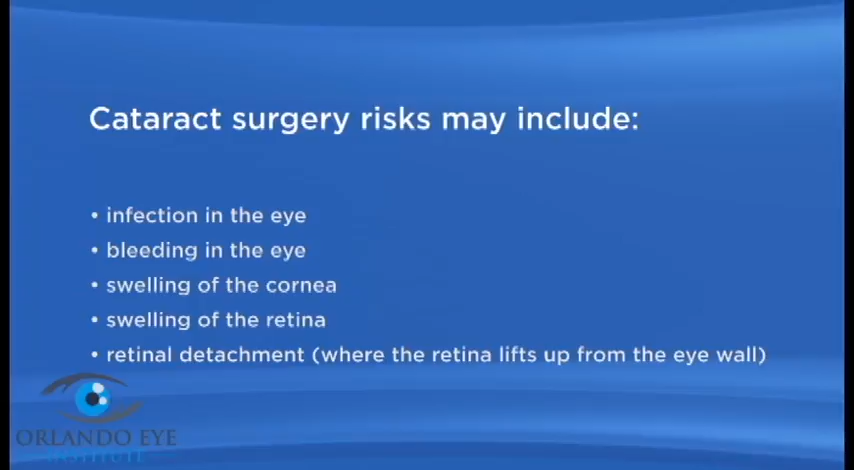 Cataract surgery risks may include:
• infection in the eye
• bleeding in the eye
• swelling of the cornea
• swelling of the retina
• retinal detachment (where the retina lifts up from the eye wall)
ORLANDO EYE
INSTITUTE